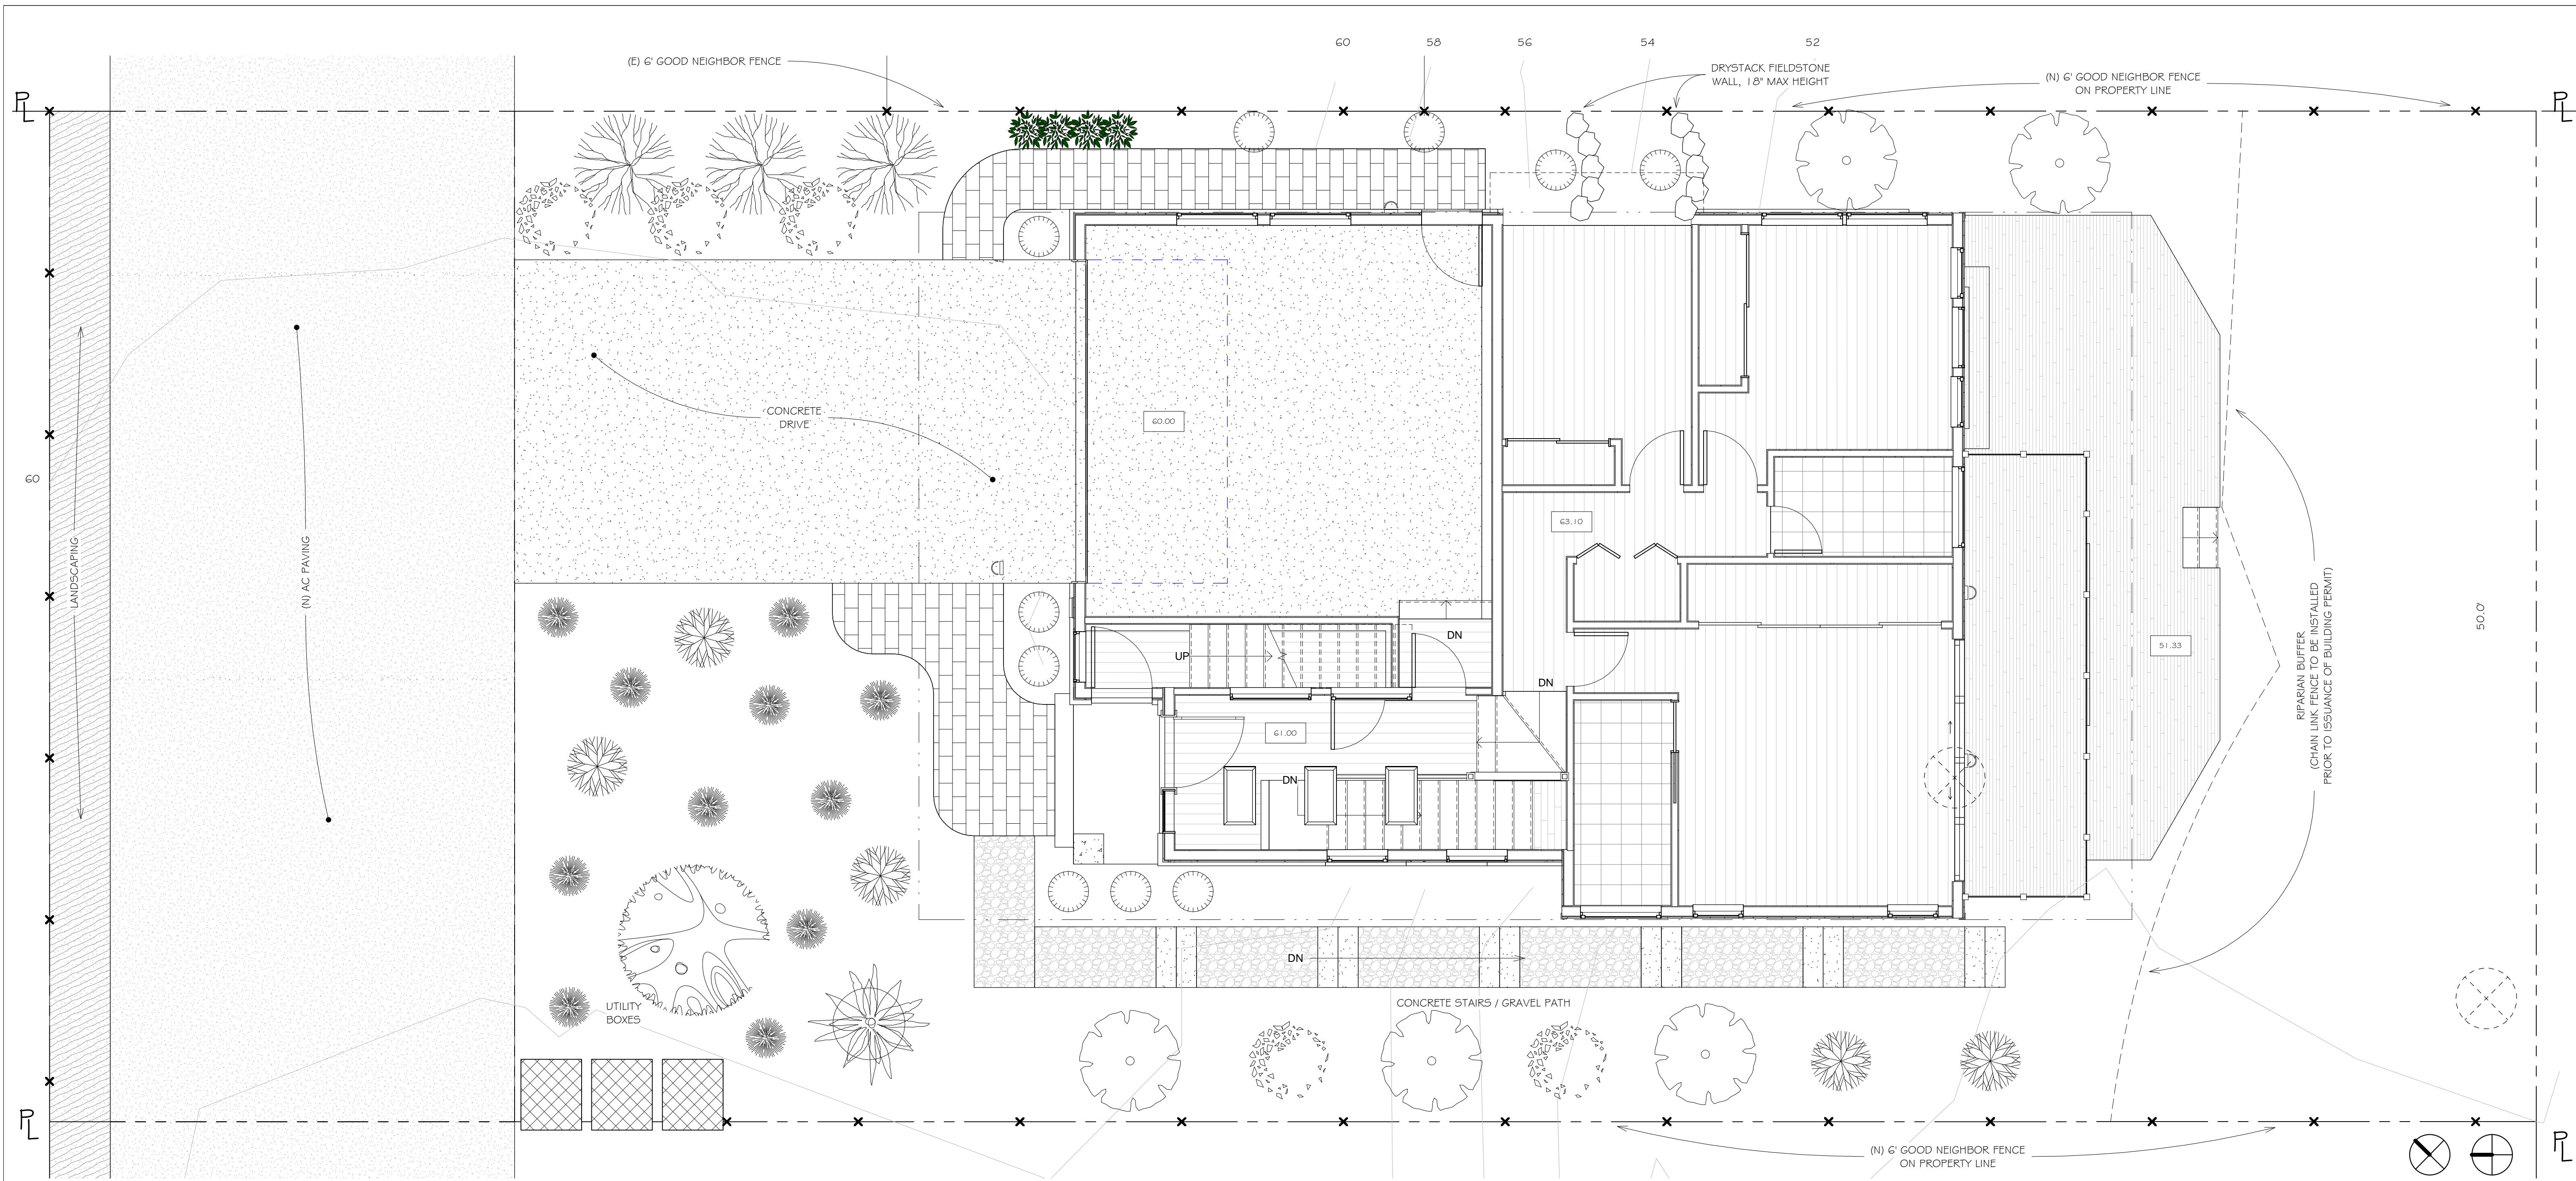 60
58
56
54
52
(E) 6' GOOD NEIGHBOR FENCE
DRYSTACK FIELDSTONE
WALL, 18" MAX HEIGHT
(N) 6' GOOD NEIGHBOR FENCE
ON PROPERTY LINE
PL
PL
CONCRETE
DRIVE
60.00
60
LANDSCAPING
(N) AC PAVING
63.10
RIPARIAN BUFFER
(CHAIN LINK FENCE TO BE INSTALLED
PRIOR TO ISSUANCE OF BUILDING PERMIT)
50.0'
51.33
DN
UP
DN
61.00
DN
DN
UTILITY
BOXES
CONCRETE STAIRS / GRAVEL PATH
PL
PL
(N) 6' GOOD NEIGHBOR FENCE
ON PROPERTY LINE